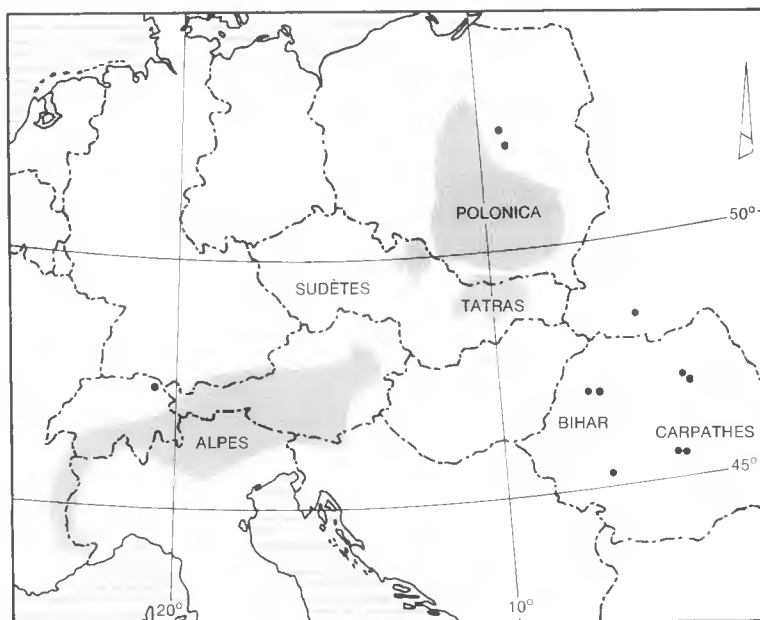 POLONICA
50°
SUDÈTES
TATRAS
ALPES
BIHAR
CARPATHES
45°
20°
10°